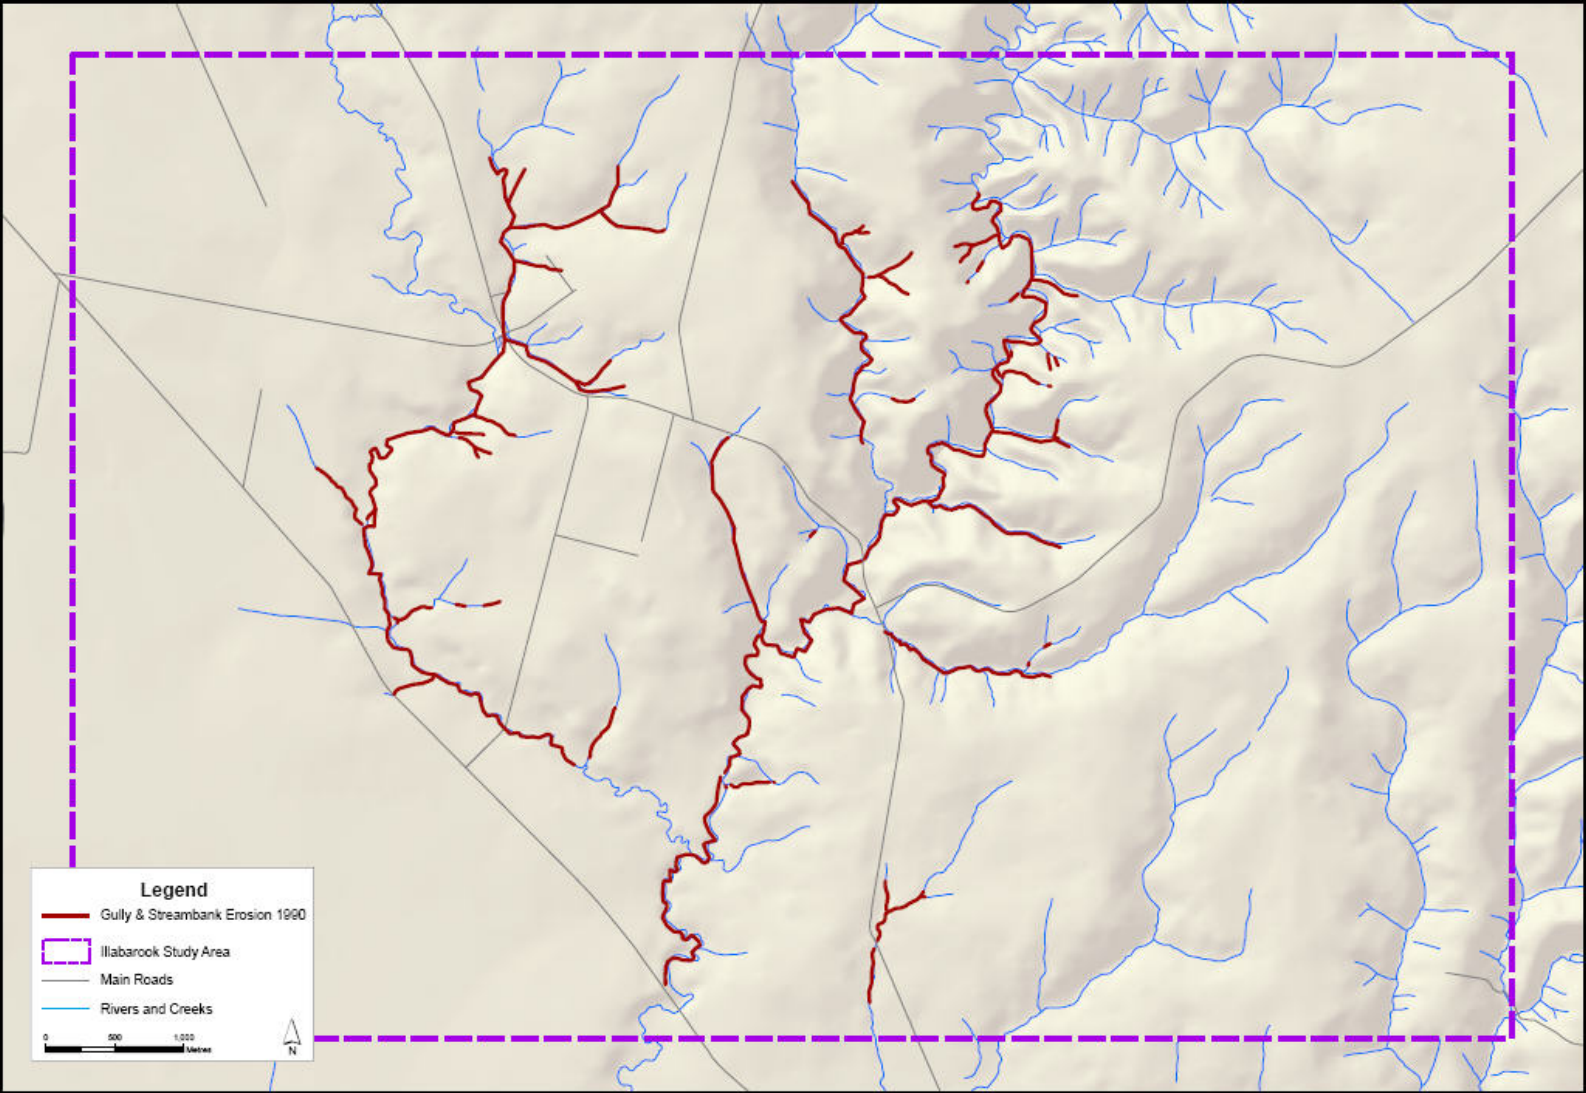 Legend
Gully & Streambank Erosion 1990
Illabarook Study Area
Main Roads
Rivers and Creeks
0 500 1,000
Metres
N